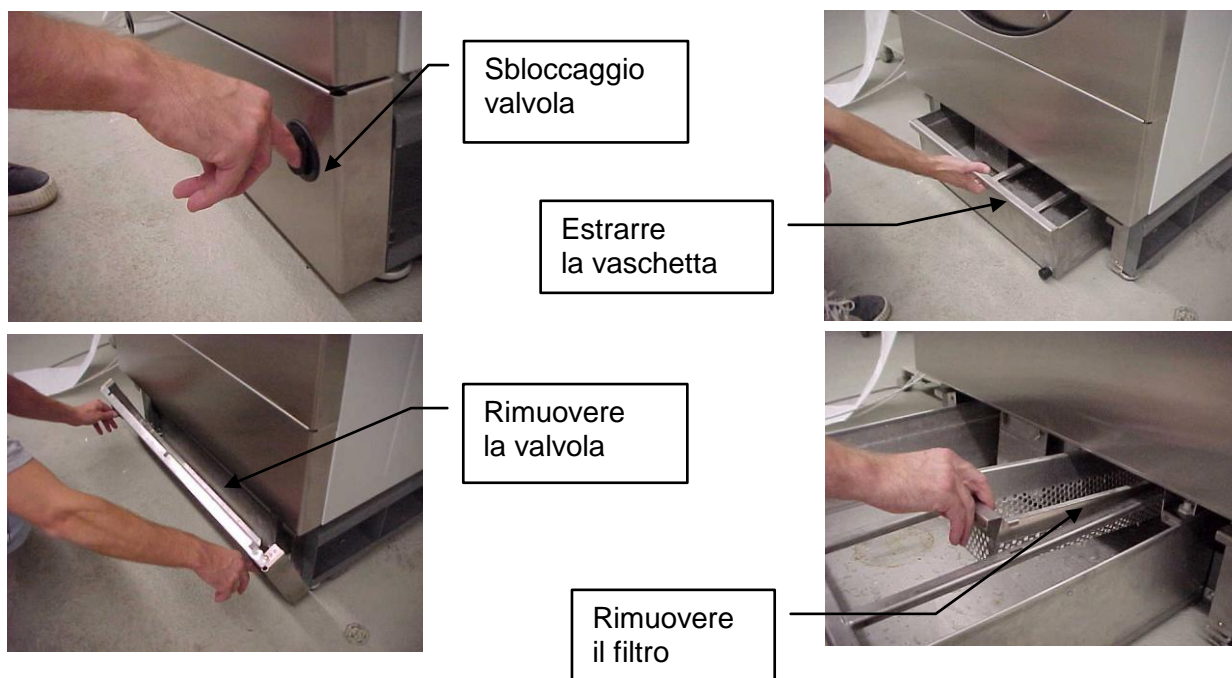 Sbloccaggio
valvola
Estrarre
la vaschetta
Rimuovere
la valvola
Rimuovere
il filtro